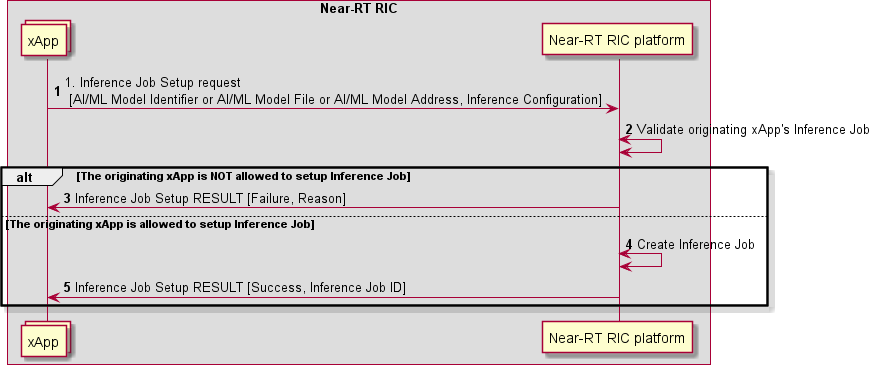 Near-RT RIC
xApp
Near-RT RIC platform
1 1. Inference Job Setup request
[AI/ML Model Identifier or AI/ML Model File or AI/ML Model Address, Inference Configuration]
2 Validate originating xApp's Inference Job
alt [The originating xApp is NOT allowed to setup Inference Job]
3 Inference Job Setup RESULT [Failure, Reason]
[The originating xApp is allowed to setup Inference Job]
4 Create Inference Job
5 Inference Job Setup RESULT [Success, Inference Job ID]
xApp
Near-RT RIC platform